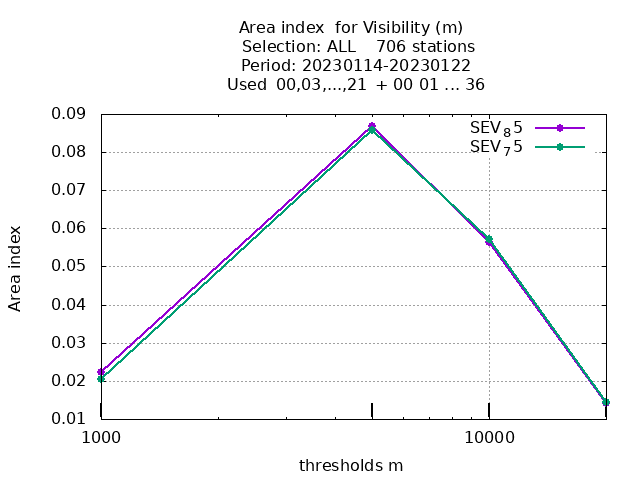 Area index  for Visibility (m)
Selection: ALL    706 stations
Period: 20230114-20230122
Used  00,03,...,21  + 00 01 ... 36
SEV₈5
SEV₇5
0.09
0.08
0.07
0.06
0.05
0.04
0.03
0.02
0.01
Area index
1000
10000
thresholds m